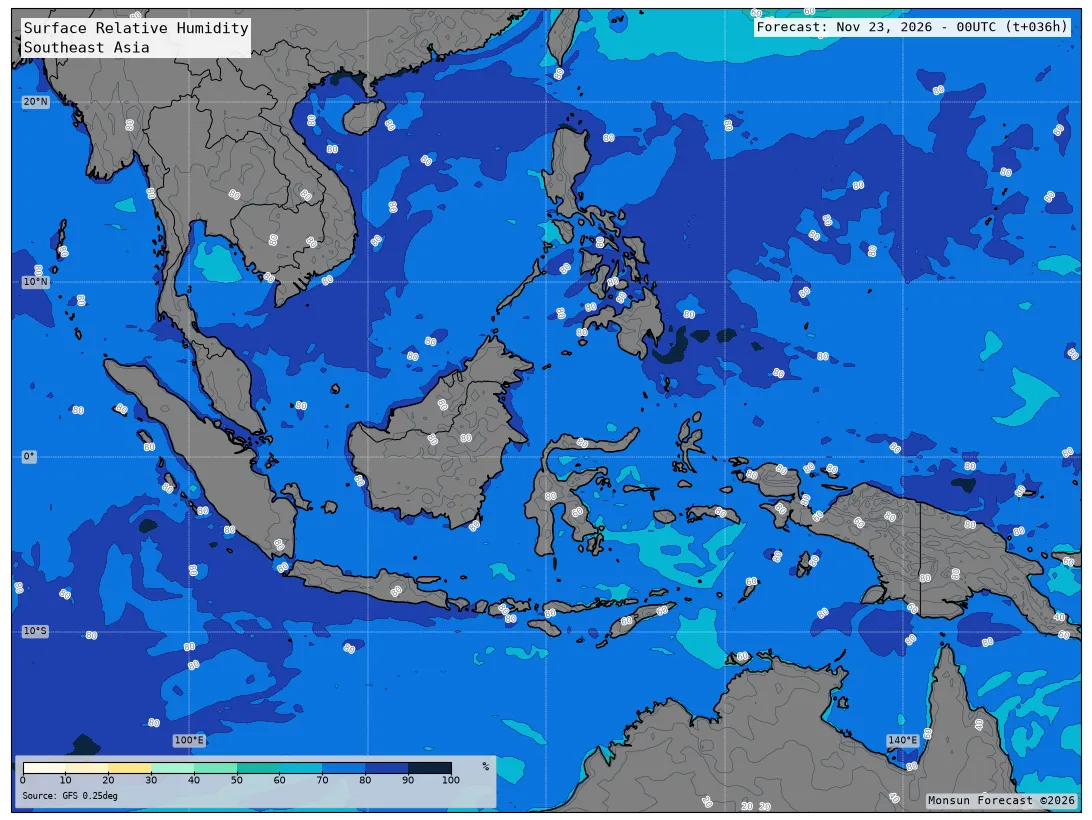 Surface Relative Humidity
Southeast Asia
Forecast: Nov 23, 2026 - 00UTC (t+036h)
20°N
10°N
0°
10°S
100°E
140°E
0 10 20 30 40 50 60 70 80 90 100
%
Source: GFS 0.25deg
Monsun Forecast ©2026